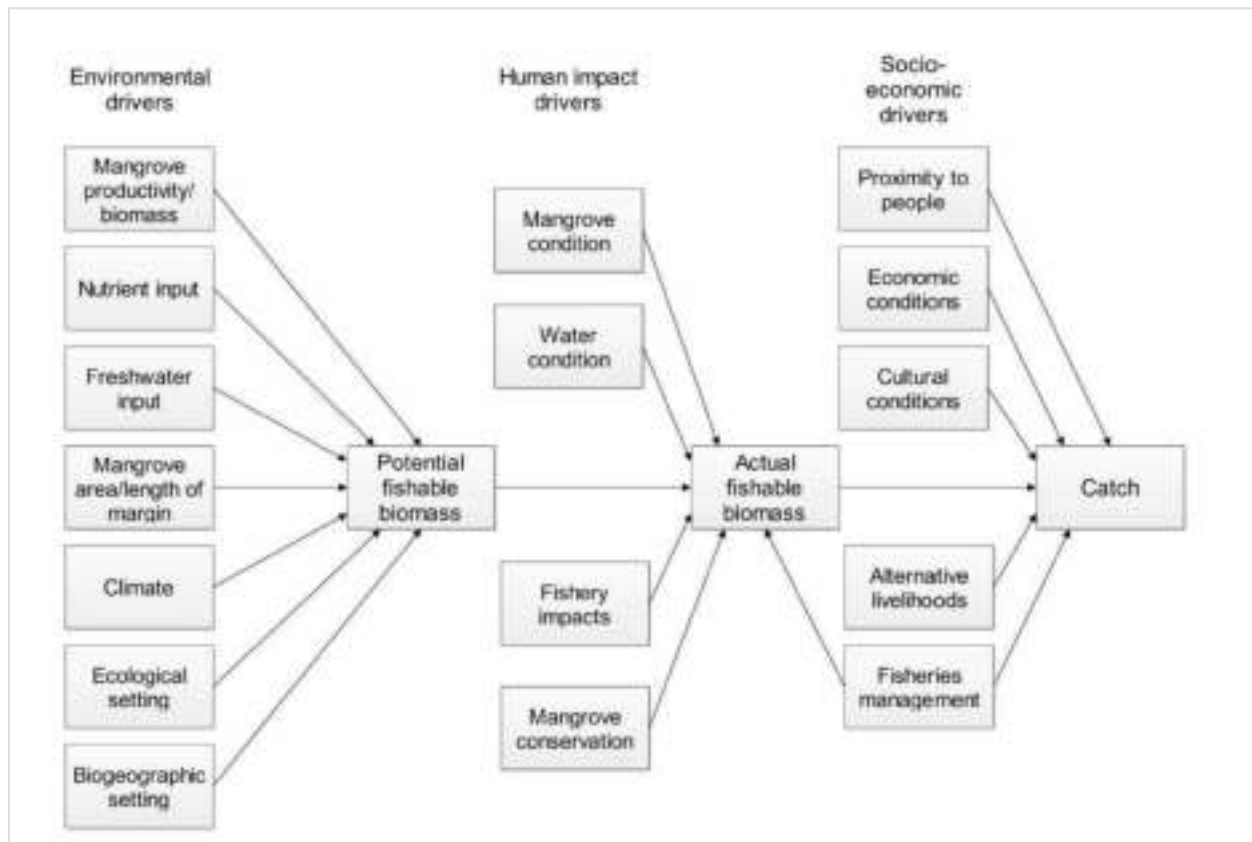 Environmental
drivers
Mangrove
productivity/
biomass
Nutrient input
Freshwater
input
Mangrove
area/length of
margin
Climate
Ecological
setting
Biogeographic
setting
Potential
fishable
biomass
Human impact
drivers
Mangrove
condition
Water
condition
Fishery
impacts
Mangrove
conservation
Actual
fishable
biomass
Socio-
economic
drivers
Proximity to
people
Economic
conditions
Cultural
conditions
Catch
Alternative
livelihoods
Fisheries
management